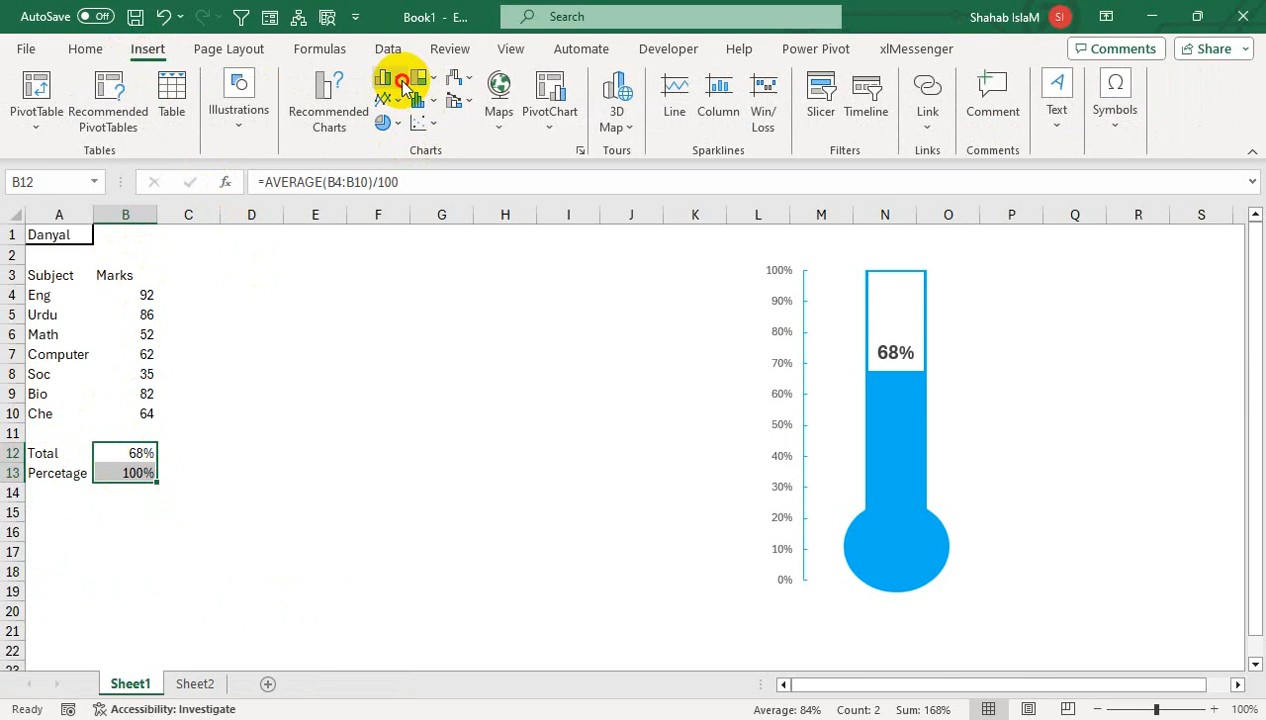 AutoSave Off Book1 - E... Search Shahab IslaM SI
File Home Insert Page Layout Formulas Data Review View Automate Developer Help Power Pivot xlMessenger Comments Share
PivotTable Recommended PivotTables Table Illustrations Recommended Charts Maps PivotChart 3D Map Line Column Win/Loss Slicer Timeline Link Comment Text Symbols
Tables Charts Tours Sparklines Filters Links Comments
B12 fx =AVERAGE(B4:B10)/100
A B C D E F G H I J K L M N O P Q R S
1 Danyal
2
3 Subject Marks
4 Eng 92
5 Urdu 86
6 Math 52
7 Computer 62
8 Soc 35
9 Bio 82
10 Che 64
11
12 Total 68%
13 Percetage 100%
14
15
16
17
18
19
20
21
22
23
100%
90%
80%
70%
60%
50%
40%
30%
20%
10%
0%
68%
Sheet1 Sheet2
Ready Accessibility: Investigate Average: 84% Count: 2 Sum: 168% 100%